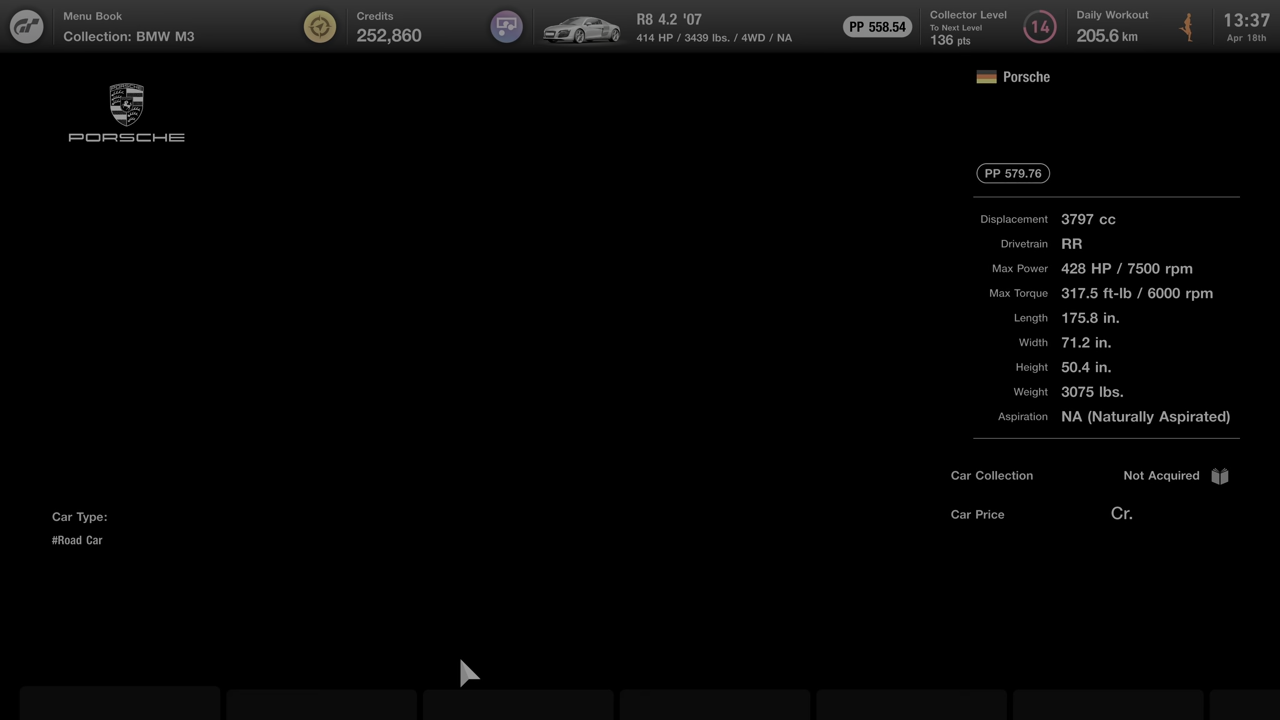 Menu Book
Collection: BMW M3
Credits
252,860
R8 4.2 '07
414 HP / 3439 lbs. / 4WD / NA
PP 558.54
Collector Level
To Next Level
136 pts
14
Daily Workout
205.6 km
13:37
Apr 18th
PORSCHE
Porsche
PP 579.76
Displacement 3797 cc
Drivetrain RR
Max Power 428 HP / 7500 rpm
Max Torque 317.5 ft-lb / 6000 rpm
Length 175.8 in.
Width 71.2 in.
Height 50.4 in.
Weight 3075 lbs.
Aspiration NA (Naturally Aspirated)
Car Collection Not Acquired
Car Price Cr.
Car Type:
#Road Car